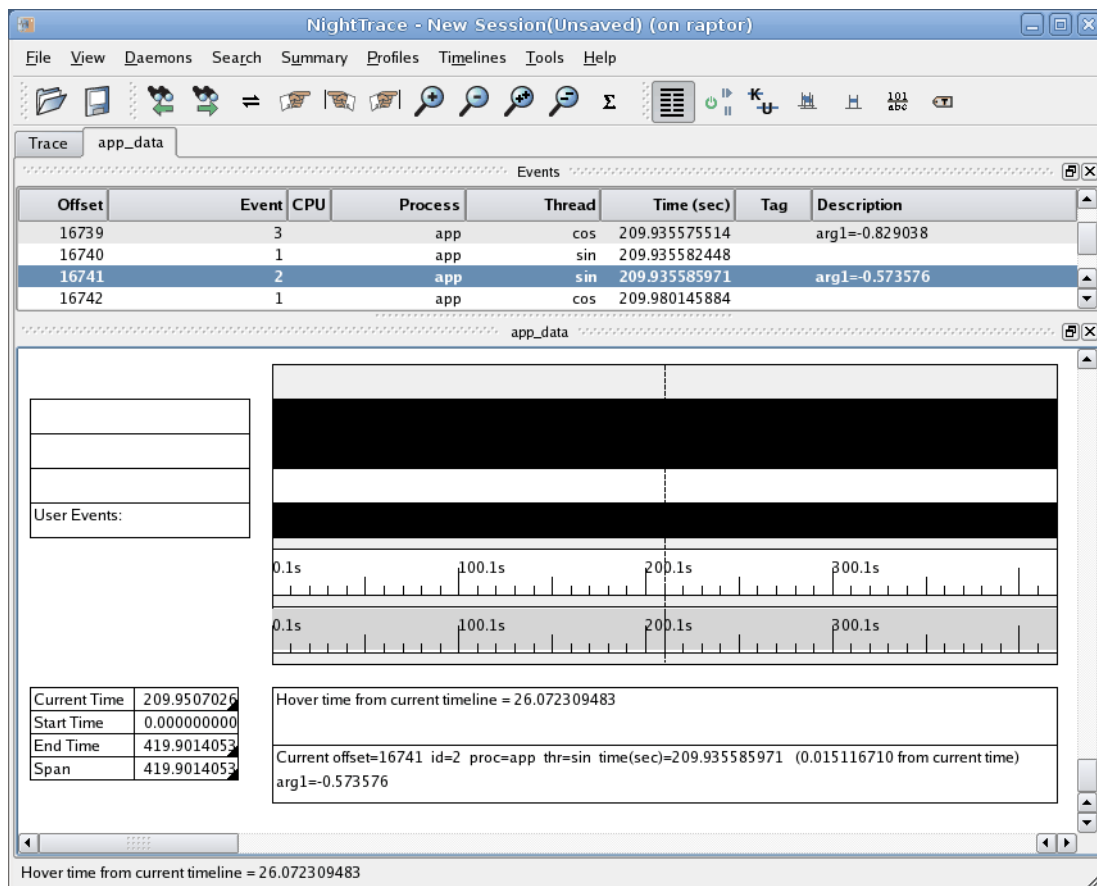 NightTrace - New Session(Unsaved) (on raptor)
File View Daemons Search Summary Profiles Timelines Tools Help
Σ K U 101 abc T
Trace app_data
Events
Offset Event CPU Process Thread Time (sec) Tag Description
16739 3 app cos 209.935575514 arg1=-0.829038
16740 1 app sin 209.935582448
16741 2 app sin 209.935585971 arg1=-0.573576
16742 1 app cos 209.980145884
app_data
User Events:
0.1s 100.1s 200.1s 300.1s
0.1s 100.1s 200.1s 300.1s
Current Time 209.9507026
Start Time 0.000000000
End Time 419.9014053
Span 419.9014053
Hover time from current timeline = 26.072309483
Current offset=16741 id=2 proc=app thr=sin time(sec)=209.935585971 (0.015116710 from current time)
arg1=-0.573576
Hover time from current timeline = 26.072309483